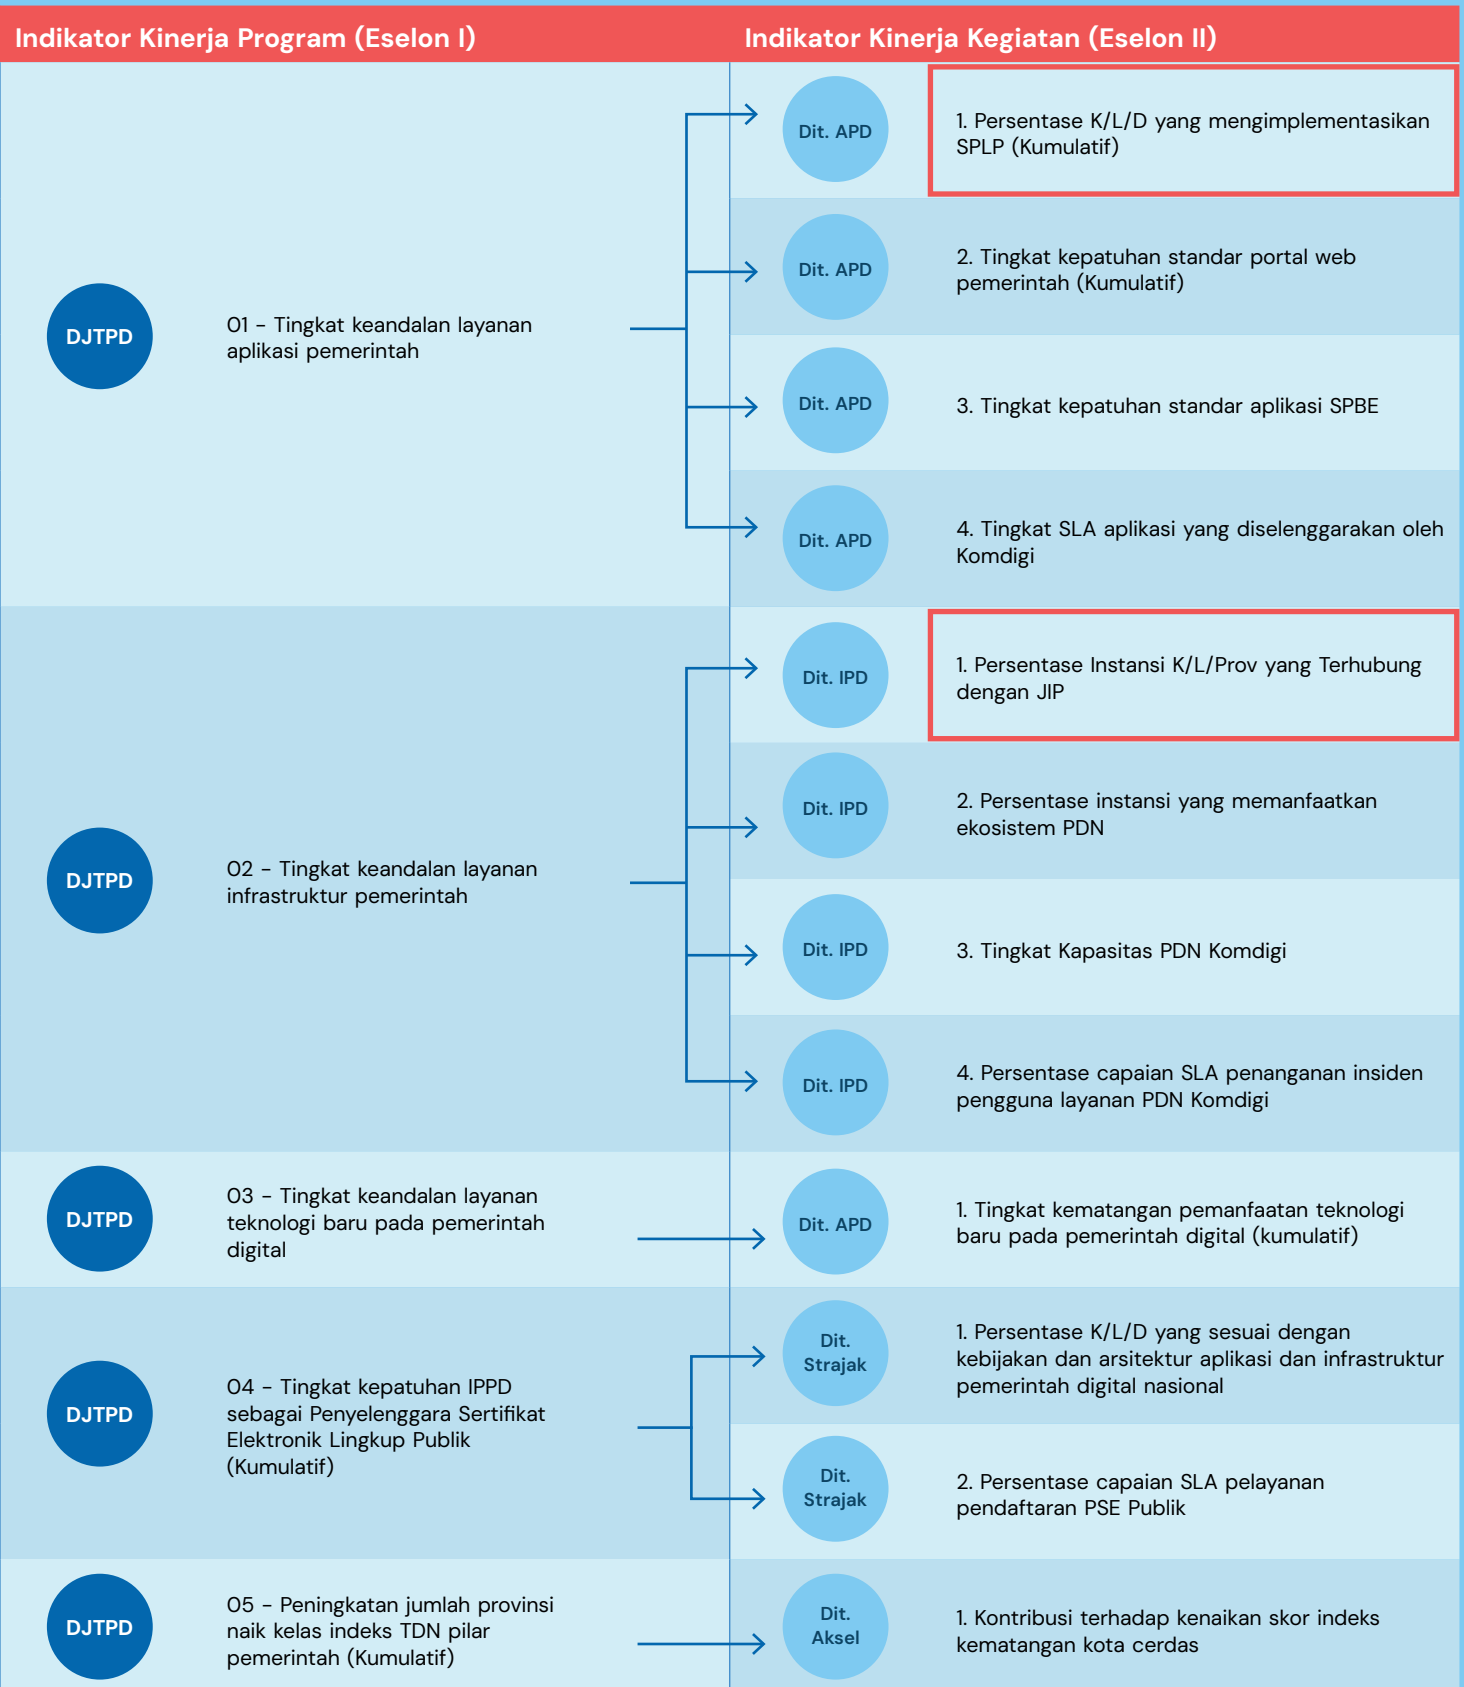 Indikator Kinerja Program (Eselon I)
Indikator Kinerja Kegiatan (Eselon II)
DJTPD
01 – Tingkat keandalan layanan
aplikasi pemerintah
Dit. APD
1. Persentase K/L/D yang mengimplementasikan
SPLP (Kumulatif)
Dit. APD
2. Tingkat kepatuhan standar portal web
pemerintah (Kumulatif)
Dit. APD
3. Tingkat kepatuhan standar aplikasi SPBE
Dit. APD
4. Tingkat SLA aplikasi yang diselenggarakan oleh
Komdigi
DJTPD
02 – Tingkat keandalan layanan
infrastruktur pemerintah
Dit. IPD
1. Persentase Instansi K/L/Prov yang Terhubung
dengan JIP
Dit. IPD
2. Persentase instansi yang memanfaatkan
ekosistem PDN
Dit. IPD
3. Tingkat Kapasitas PDN Komdigi
Dit. IPD
4. Persentase capaian SLA penanganan insiden
pengguna layanan PDN Komdigi
DJTPD
03 – Tingkat keandalan layanan
teknologi baru pada pemerintah
digital
Dit. APD
1. Tingkat kematangan pemanfaatan teknologi
baru pada pemerintah digital (kumulatif)
DJTPD
04 – Tingkat kepatuhan IPPD
sebagai Penyelenggara Sertifikat
Elektronik Lingkup Publik
(Kumulatif)
Dit.
Strajak
1. Persentase K/L/D yang sesuai dengan
kebijakan dan arsitektur aplikasi dan infrastruktur
pemerintah digital nasional
Dit.
Strajak
2. Persentase capaian SLA pelayanan
pendaftaran PSE Publik
DJTPD
05 – Peningkatan jumlah provinsi
naik kelas indeks TDN pilar
pemerintah (Kumulatif)
Dit.
Aksel
1. Kontribusi terhadap kenaikan skor indeks
kematangan kota cerdas